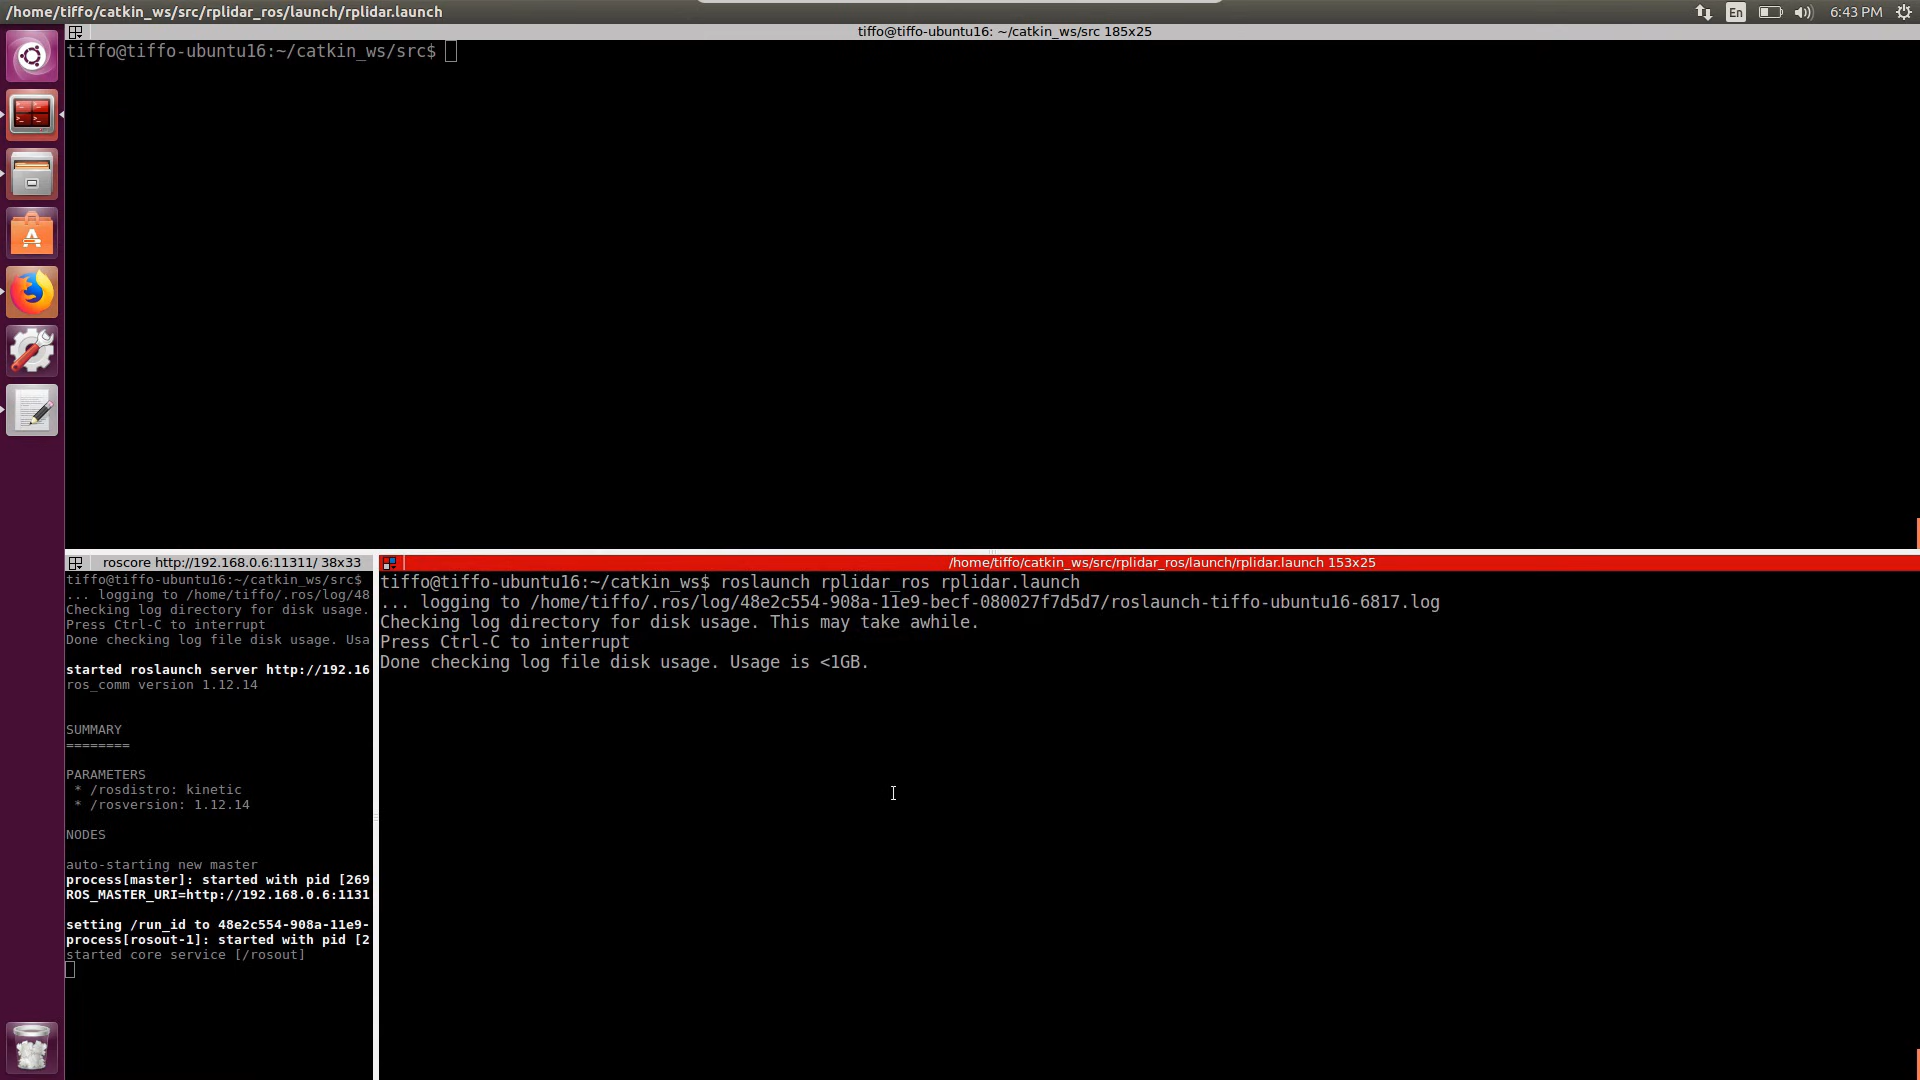 /home/tiffo/catkin_ws/src/rplidar_ros/launch/rplidar.launch
En
6:43 PM
tiffo@tiffo-ubuntu16: ~/catkin_ws/src 185x25
tiffo@tiffo-ubuntu16:~/catkin_ws/src$
roscore http://192.168.0.6:11311/ 38x33
tiffo@tiffo-ubuntu16:~/catkin_ws/src$
... logging to /home/tiffo/.ros/log/48
Checking log directory for disk usage.
Press Ctrl-C to interrupt
Done checking log file disk usage. Usa
started roslaunch server http://192.16
ros_comm version 1.12.14
SUMMARY
========
PARAMETERS
* /rosdistro: kinetic
* /rosversion: 1.12.14
NODES
auto-starting new master
process[master]: started with pid [269
ROS_MASTER_URI=http://192.168.0.6:1131
setting /run_id to 48e2c554-908a-11e9-
process[rosout-1]: started with pid [2
started core service [/rosout]
/home/tiffo/catkin_ws/src/rplidar_ros/launch/rplidar.launch 153x25
tiffo@tiffo-ubuntu16:~/catkin_ws$ roslaunch rplidar_ros rplidar.launch
... logging to /home/tiffo/.ros/log/48e2c554-908a-11e9-becf-080027f7d5d7/roslaunch-tiffo-ubuntu16-6817.log
Checking log directory for disk usage. This may take awhile.
Press Ctrl-C to interrupt
Done checking log file disk usage. Usage is <1GB.